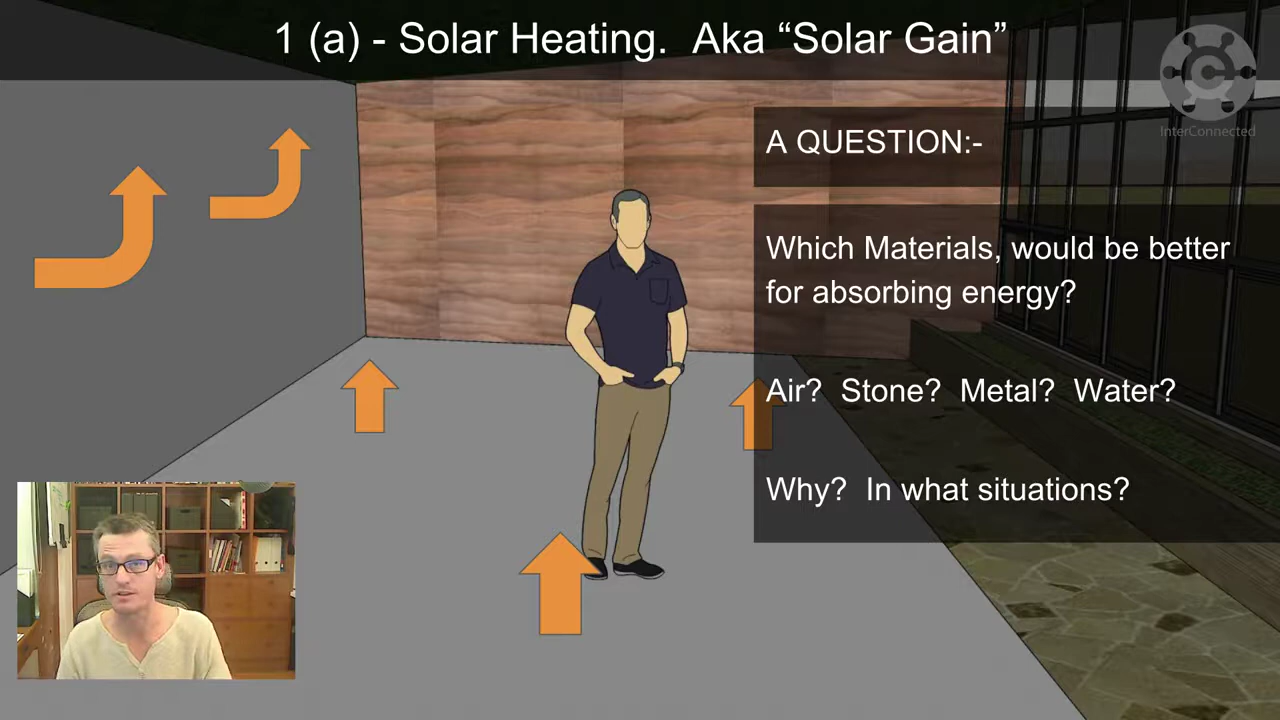 1 (a) - Solar Heating.  Aka “Solar Gain”
InterConnected
A QUESTION:-
Which Materials, would be better
for absorbing energy?
Air?  Stone?  Metal?  Water?
Why?  In what situations?